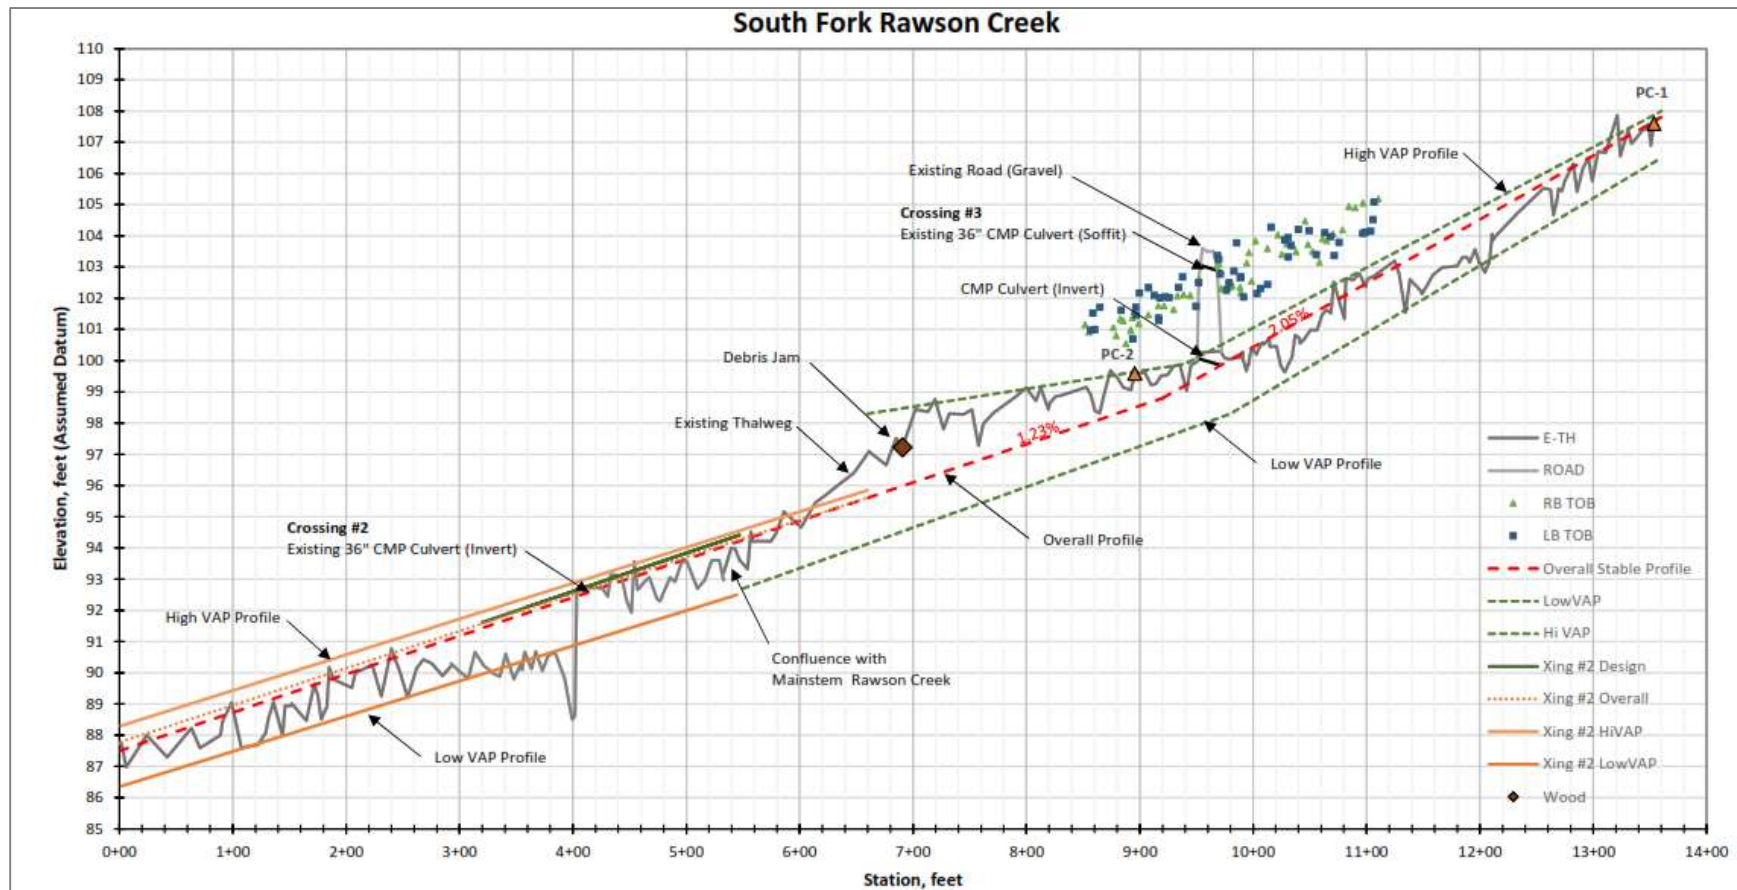 South Fork Rawson Creek
110
109
108
107
106
105
104
103
102
101
100
99
98
97
96
95
94
93
92
91
90
89
88
87
86
85
Elevation, feet (Assumed Datum)
PC-1
High VAP Profile
Existing Road (Gravel)
Crossing #3
Existing 36" CMP Culvert (Soffit)
CMP Culvert (Invert)
2.05%
PC-2
Debris Jam
Existing Thalweg
1.23%
Low VAP Profile
Overall Profile
Crossing #2
Existing 36" CMP Culvert (Invert)
High VAP Profile
Confluence with
Mainstem Rawson Creek
Low VAP Profile
E-TH
ROAD
RB TOB
LB TOB
Overall Stable Profile
LowVAP
Hi VAP
Xing #2 Design
Xing #2 Overall
Xing #2 HiVAP
Xing #2 LowVAP
Wood
0+00 1+00 2+00 3+00 4+00 5+00 6+00 7+00 8+00 9+00 10+00 11+00 12+00 13+00 14+00
Station, feet